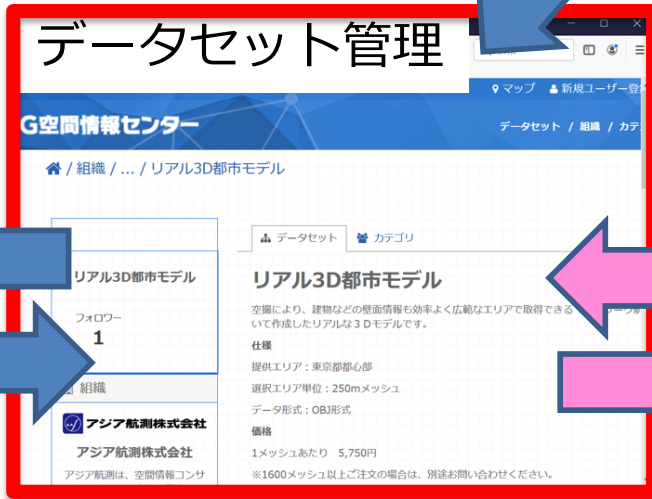 データセット管理
マップ 新規ユーザー登
G空間情報センター
データセット / 組織 / カテ
/ 組織 / ... / リアル3D都市モデル
データセット カテゴリ
リアル3D都市モデル
リアル3D都市モデル
空撮により、建物などの壁面情報も効率よく広範なエリアで取得できる
いて作成したリアルな3Dモデルです。
フォロワー
1
仕様
提供エリア：東京都都心部
選択エリア単位：250mメッシュ
組織
データ形式：OBJ形式
価格
アジア航測株式会社
1メッシュあたり 5,750円
アジア航測株式会社
※1600メッシュ以上ご注文の場合は、別途お問い合わせください。
アジア航測は、空間情報コンサ